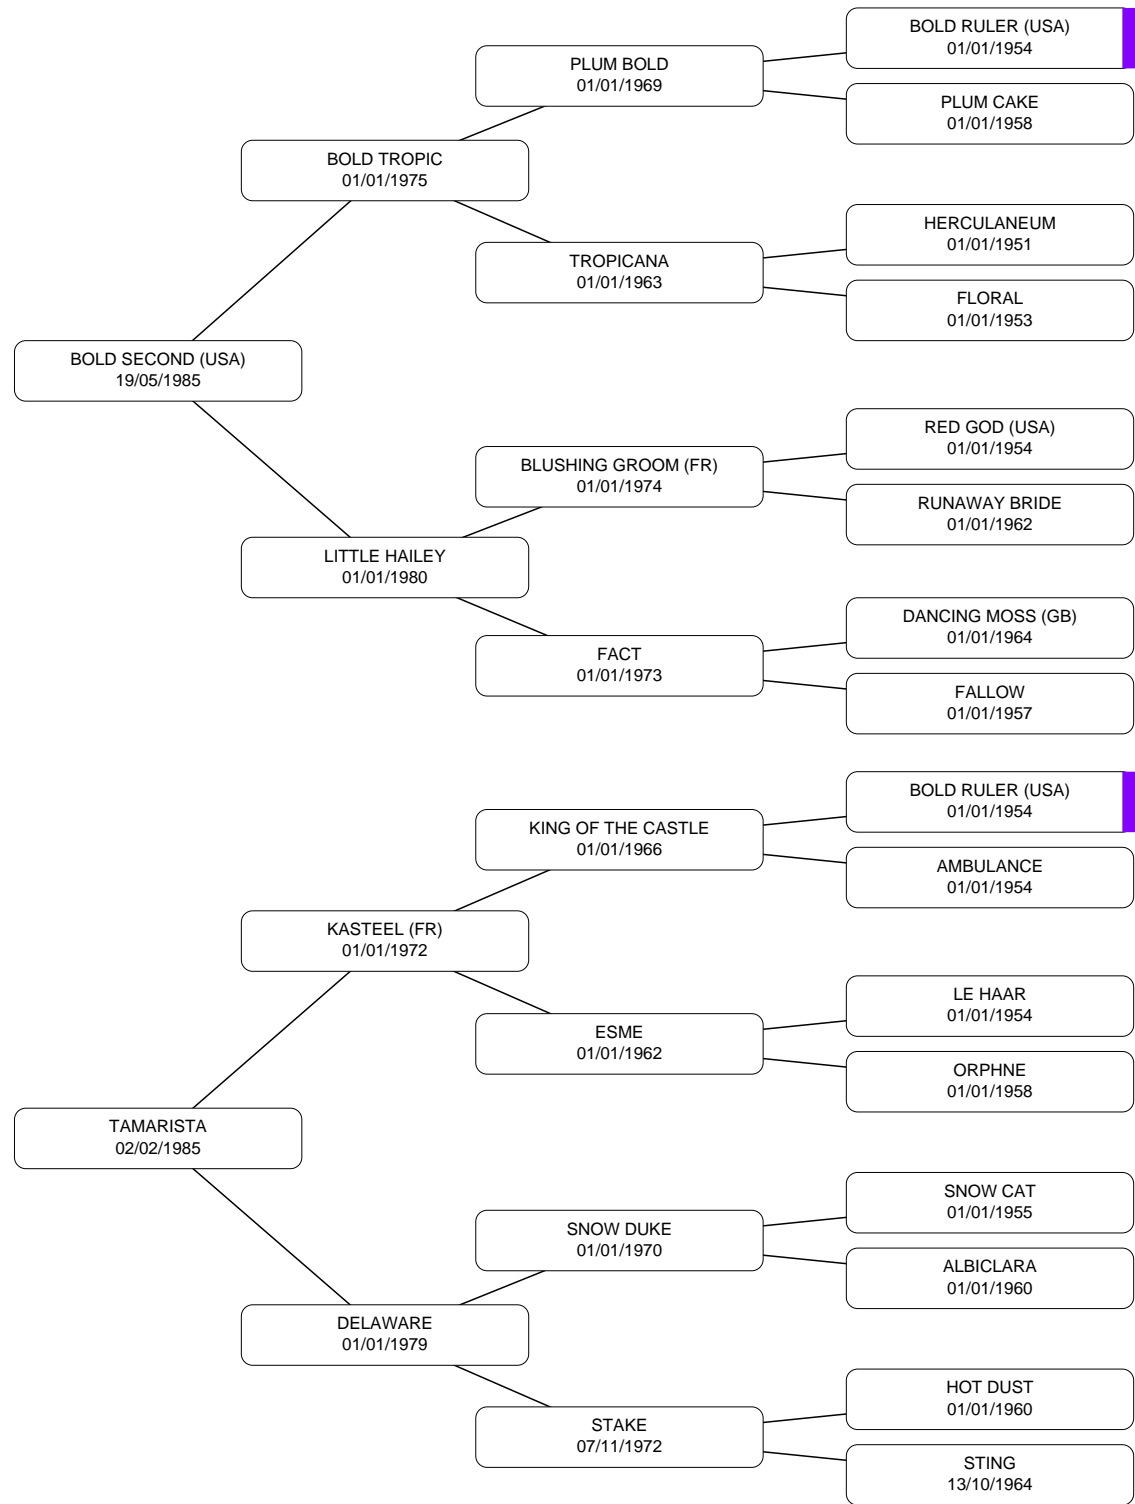 BOLD RULER (USA)
01/01/1954
PLUM BOLD
01/01/1969
PLUM CAKE
01/01/1958
BOLD TROPIC
01/01/1975
HERCULANEUM
01/01/1951
TROPICANA
01/01/1963
FLORAL
01/01/1953
BOLD SECOND (USA)
19/05/1985
RED GOD (USA)
01/01/1954
BLUSHING GROOM (FR)
01/01/1974
RUNAWAY BRIDE
01/01/1962
LITTLE HAILEY
01/01/1980
DANCING MOSS (GB)
01/01/1964
FACT
01/01/1973
FALLOW
01/01/1957
BOLD RULER (USA)
01/01/1954
KING OF THE CASTLE
01/01/1966
AMBULANCE
01/01/1954
KASTEEL (FR)
01/01/1972
LE HAAR
01/01/1954
ESME
01/01/1962
ORPHNE
01/01/1958
TAMARISTA
02/02/1985
SNOW CAT
01/01/1955
SNOW DUKE
01/01/1970
ALBICLARA
01/01/1960
DELAWARE
01/01/1979
HOT DUST
01/01/1960
STAKE
07/11/1972
STING
13/10/1964